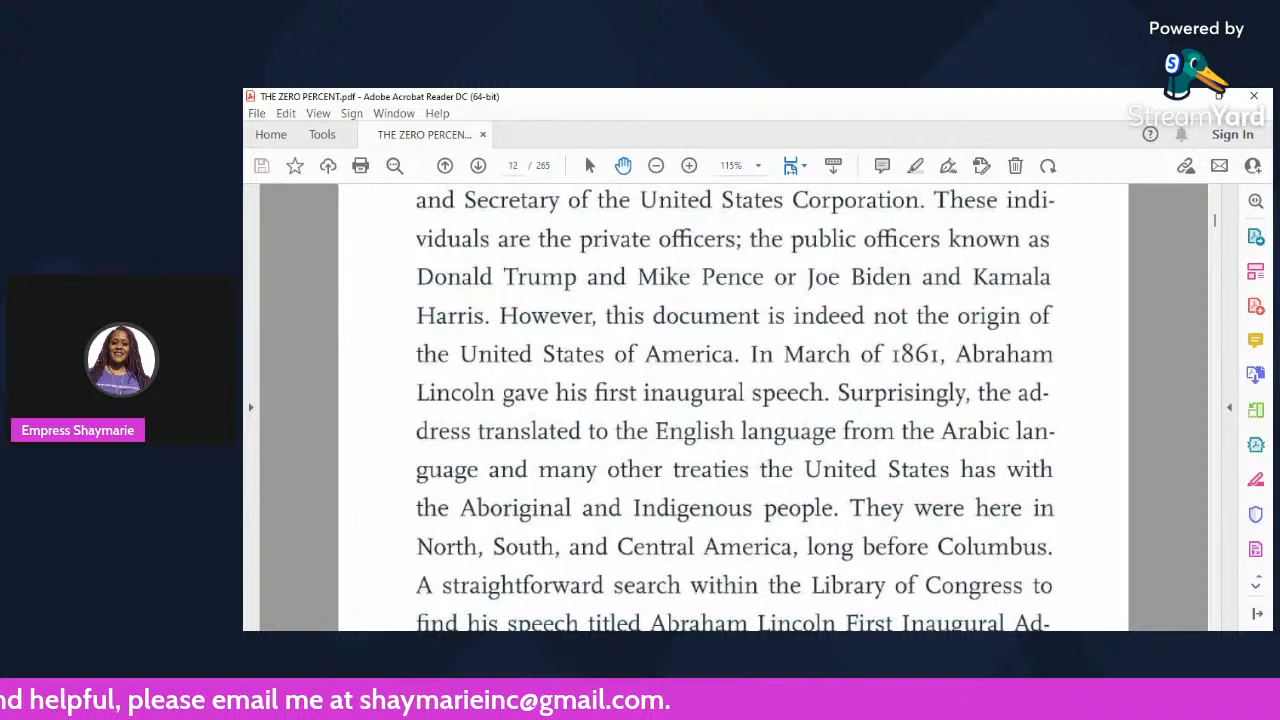 Powered by
StreamYard
THE ZERO PERCENT.pdf - Adobe Acrobat Reader DC (64-bit)
File Edit View Sign Window Help
Home Tools THE ZERO PERCEN... × Sign In
12 / 265 115%
and Secretary of the United States Corporation. These indi-
viduals are the private officers; the public officers known as
Donald Trump and Mike Pence or Joe Biden and Kamala
Harris. However, this document is indeed not the origin of
the United States of America. In March of 1861, Abraham
Lincoln gave his first inaugural speech. Surprisingly, the ad-
dress translated to the English language from the Arabic lan-
guage and many other treaties the United States has with
the Aboriginal and Indigenous people. They were here in
North, South, and Central America, long before Columbus.
A straightforward search within the Library of Congress to
find his speech titled Abraham Lincoln First Inaugural Ad-
Empress Shaymarie
nd helpful, please email me at shaymarieinc@gmail.com.